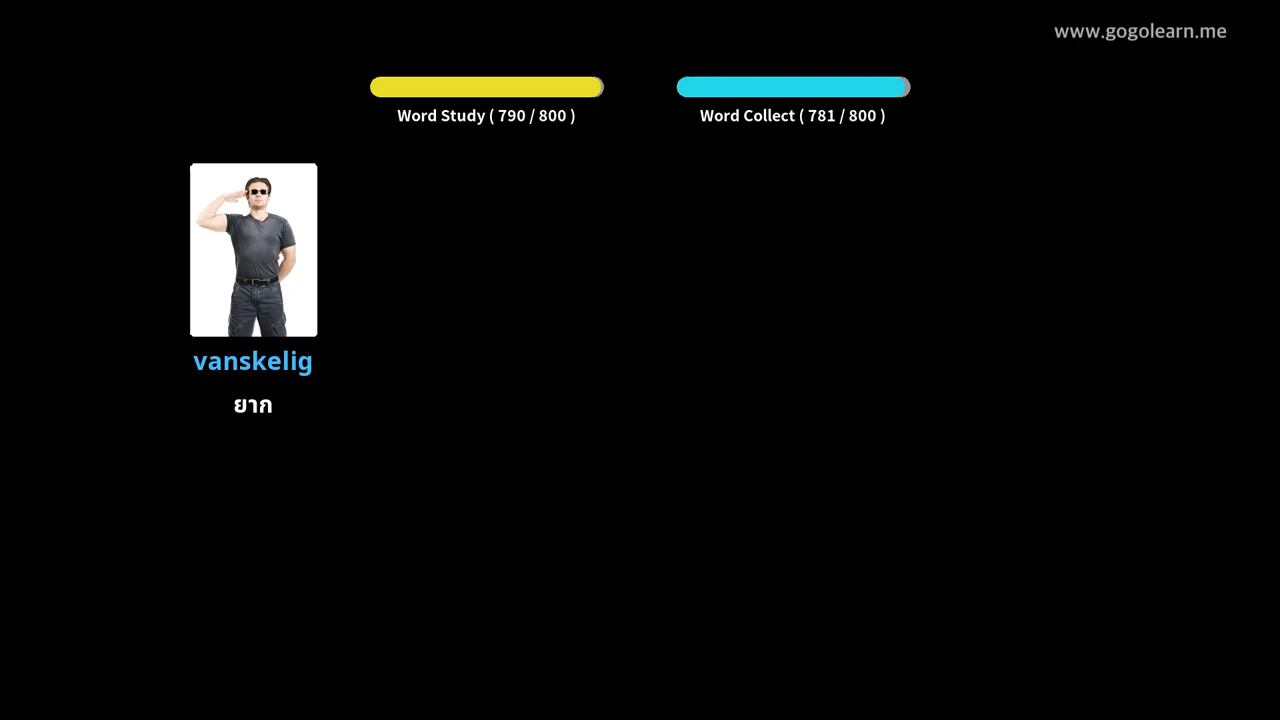 www.gogolearn.me
Word Study ( 790 / 800 )
Word Collect ( 781 / 800 )
vanskelig
ยาก